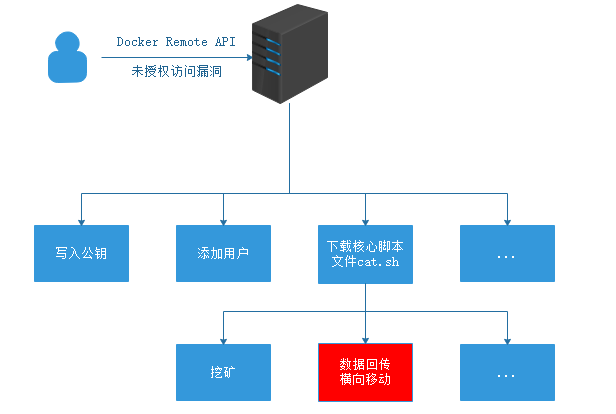 Docker Remote API
未授权访问漏洞
写入公钥
添加用户
下载核心脚本
文件cat.sh
...
挖矿
数据回传
横向移动
...